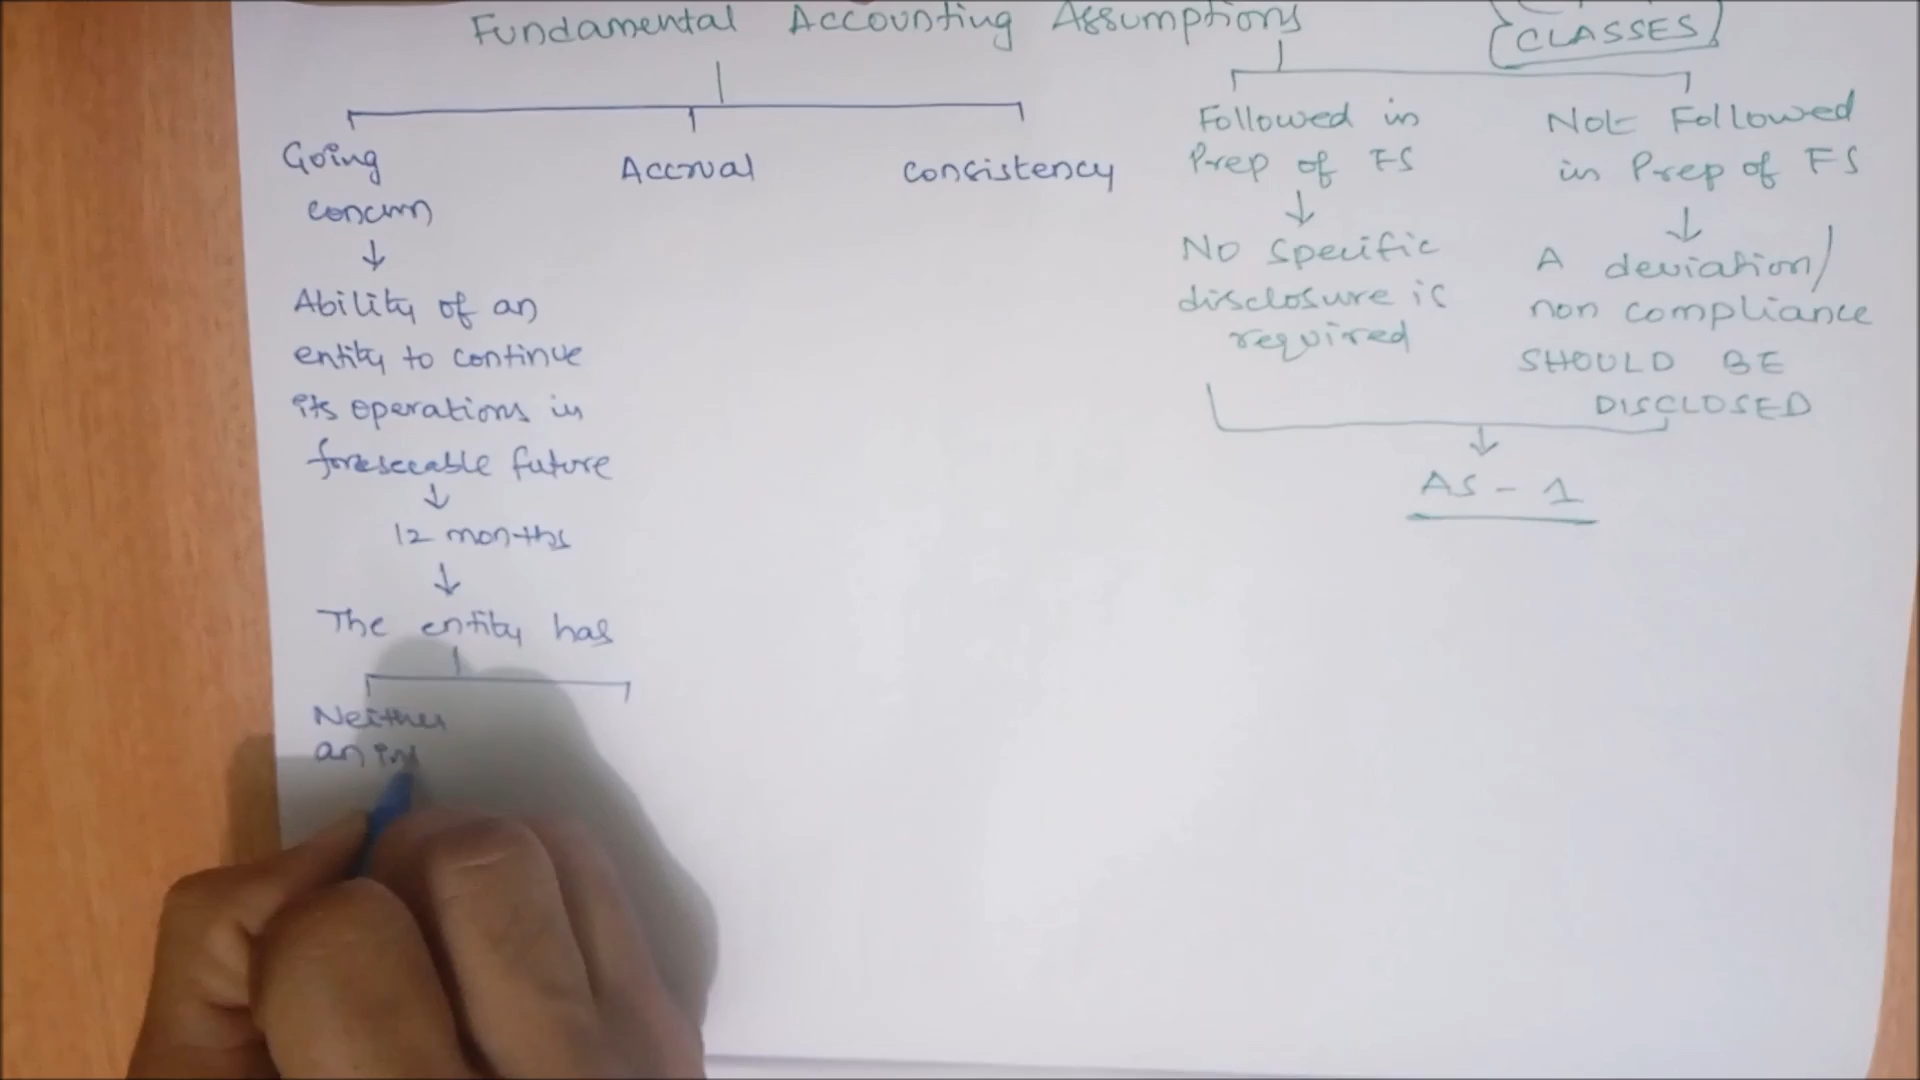 Fundamental Accounting Assumptions
CLASSES
Going
concern
↓
Ability of an
entity to continue
its operations in
foreseeable future
↓
12 months
↓
The entity has
Neither
an in
Accrual
Consistency
Followed in
Prep of FS
↓
No specific
disclosure is
required
Not Followed
in Prep of FS
↓
A deviation/
non compliance
SHOULD BE
DISCLOSED
↓
AS - 1